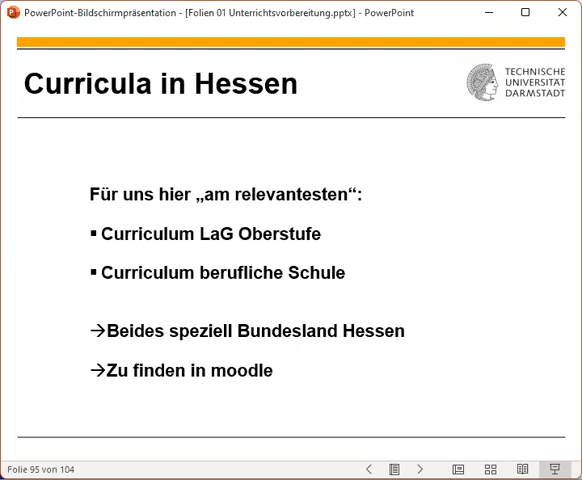 PowerPoint-Bildschirmpräsentation - [Folien 01 Unterrichtsvorbereitung.pptx] - PowerPoint
Curricula in Hessen
TECHNISCHE
UNIVERSITÄT
DARMSTADT
Für uns hier „am relevantesten“:
▪ Curriculum LaG Oberstufe
▪ Curriculum berufliche Schule
→Beides speziell Bundesland Hessen
→Zu finden in moodle
Folie 95 von 104